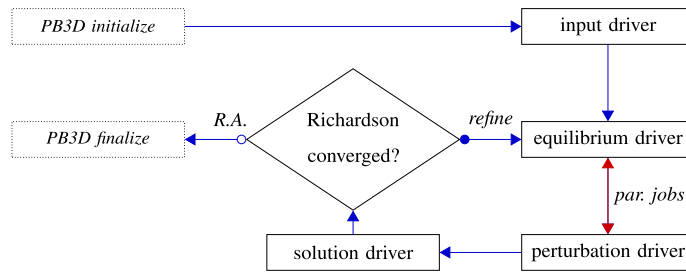 PB3D initialize
input driver
R.A.
Richardson
converged?
refine
PB3D finalize
equilibrium driver
par. jobs
solution driver
perturbation driver